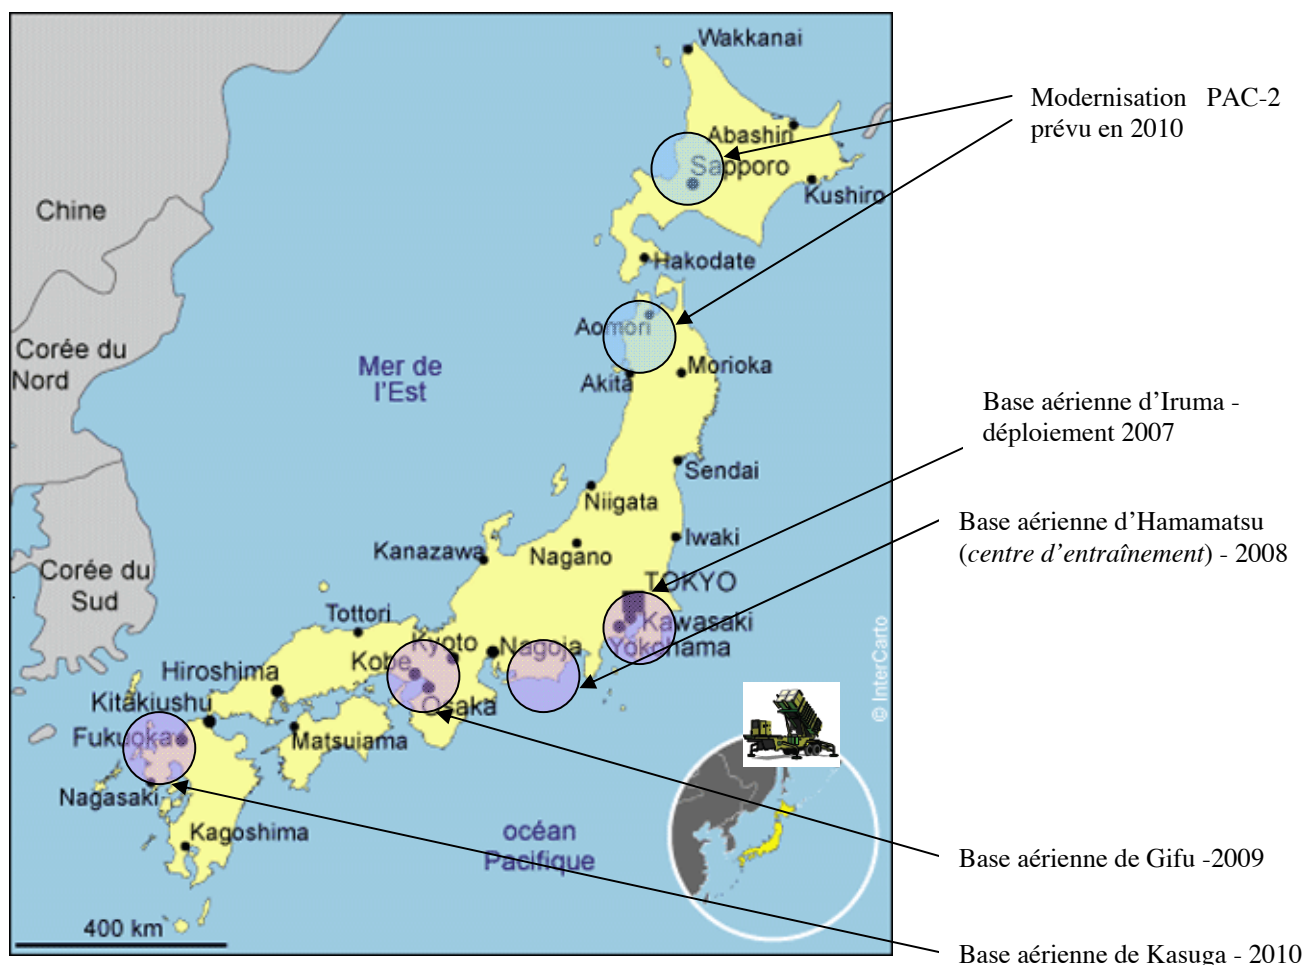 Wakkanai
Modernisation PAC-2
prévu en 2010
Abashiri
Sapporo
Kushiro
Chine
Hakodate
Aomori
Corée du
Nord
Mer de
l'Est
Akita
Morioka
Base aérienne d'Iruma -
déploiement 2007
Sendai
Niigata
Base aérienne d'Hamamatsu
(centre d'entraînement) - 2008
Iwaki
Kanazawa
Nagano
Corée du
Sud
TOKYO
Tottori
Kawasaki
Kyoto
Nagoja
Yokohama
Kobe
Hiroshima
Osaka
Kitakiushu
Fukuoka
Matsuiama
© InterCarto
Nagasaki
Kagoshima
océan
Pacifique
Base aérienne de Gifu -2009
400 km
Base aérienne de Kasuga - 2010